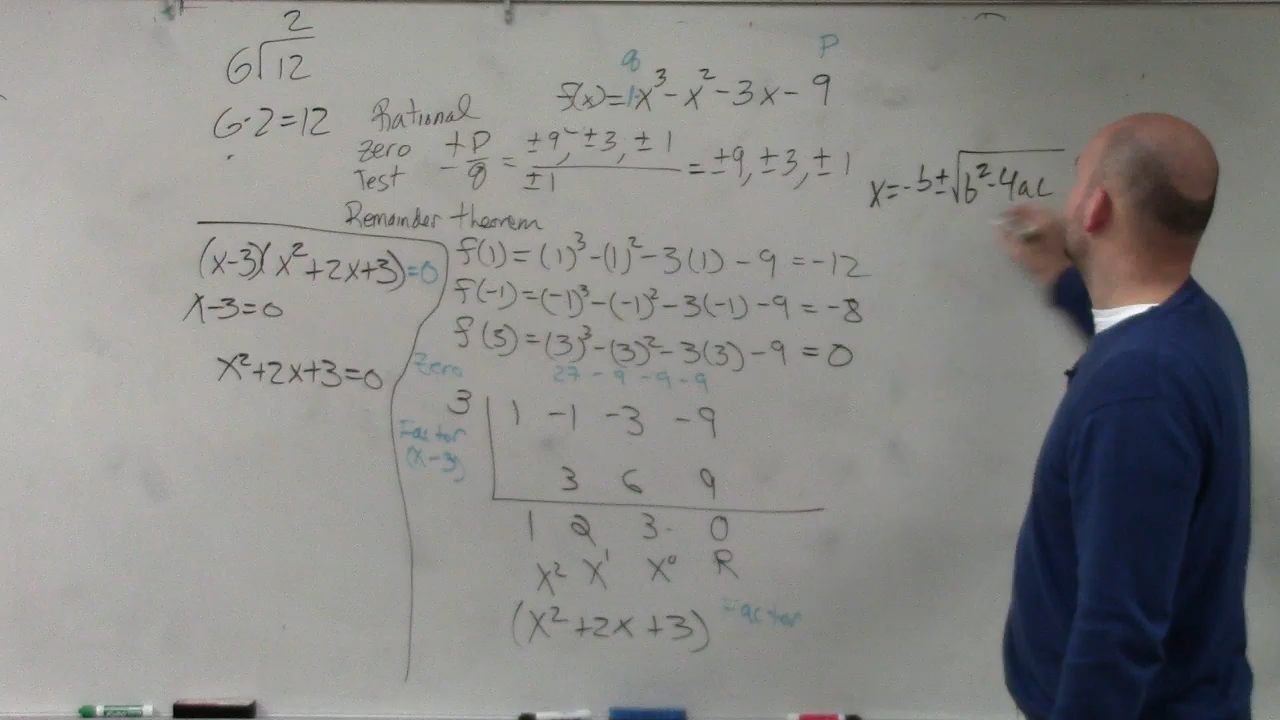 2
6)12
6·2=12
q P
f(x)=1x³-x²-3x-9
Rational
Zero
Test
±P/q = ±9, ±3, ±1 / ±1 = ±9, ±3, ±1
x=-b±√b²-4ac
Remainder theorem
(x-3)(x²+2x+3)=0
x-3=0
x²+2x+3=0
f(1)=(1)³-(1)²-3(1)-9=-12
f(-1)=(-1)³-(-1)²-3(-1)-9=-8
f(3)=(3)³-(3)²-3(3)-9=0
27-9-9-9
Zero
3 1 -1 -3 -9
Factor
(x-3)
3 6 9
1 2 3 0
x² x¹ x⁰ R
(x²+2x+3) Factor